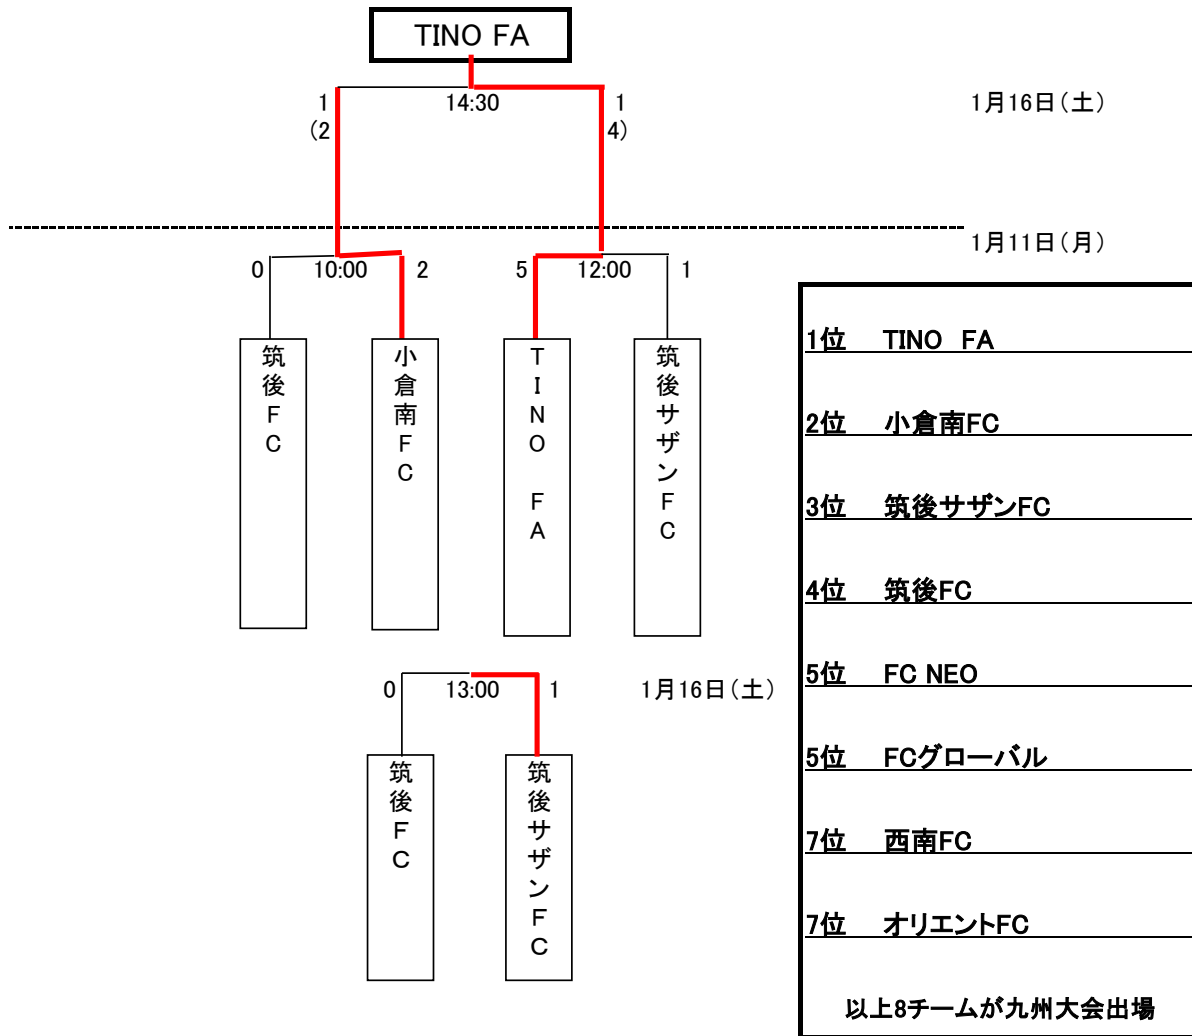 TINO FA
1 14:30 1
(2 4)
1月16日(土)
1月11日(月)
0 10:00 2
5 12:00 1
筑後FC
小倉南FC
TINO FA
筑後サザンFC
0 13:00 1
1月16日(土)
筑後FC
筑後サザンFC
1位 TINO FA
2位 小倉南FC
3位 筑後サザンFC
4位 筑後FC
5位 FC NEO
5位 FCグローバル
7位 西南FC
7位 オリエントFC
以上8チームが九州大会出場